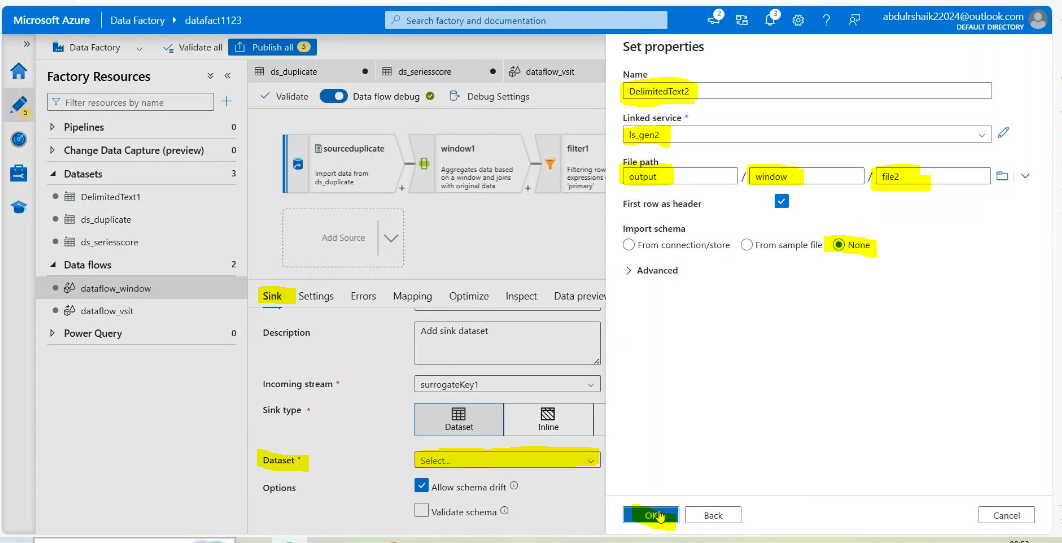 Microsoft Azure
Data Factory
datafact1123
Search factory and documentation
2
3
abdulrshaik22024@outlook.com
DEFAULT DIRECTORY
Data Factory
Validate all
Publish all
5
Factory Resources
Filter resources by name
Pipelines 0
Change Data Capture (preview) 0
Datasets 3
DelimitedText1
ds_duplicate
ds_seriesscore
Data flows 2
dataflow_window
dataflow_vsit
Power Query 0
5
ds_duplicate
ds_seriesscore
dataflow_vsit
Validate
Data flow debug
Debug Settings
sourceduplicate
Import data from
ds_duplicate
window1
Aggregates data based
on a window and joins
with original data
filter1
Filtering row
expressions
'primary'
Add Source
Sink
Settings
Errors
Mapping
Optimize
Inspect
Data preview
Description
Add sink dataset
Incoming stream *
surrogateKey1
Sink type *
Dataset
Inline
Dataset *
Select...
Options
Allow schema drift
Validate schema
Set properties
Name
DelimitedText2
Linked service *
ls_gen2
File path
output / window / file2
First row as header
Import schema
From connection/store
From sample file
None
Advanced
OK
Back
Cancel